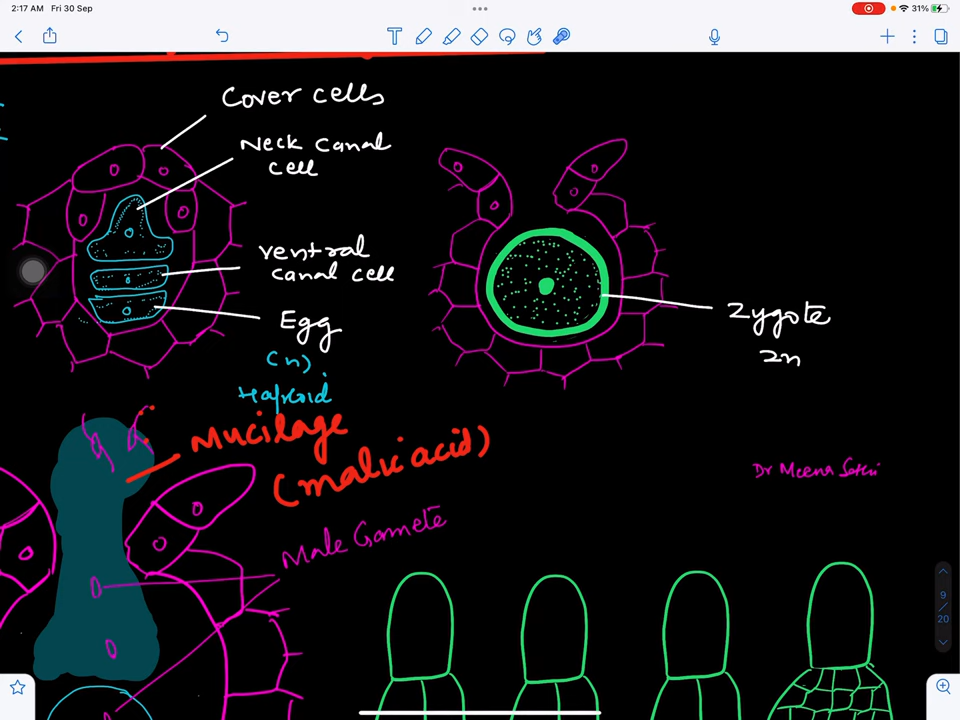 2:17 AM Fri 30 Sep
31%
Cover cells
Neck Canal
cell
Ventral
canal cell
Egg
(n)
Haploid
Zygote
2n
Mucilage
(malic acid)
Male Gamete
Dr Meena Sethi
9
20